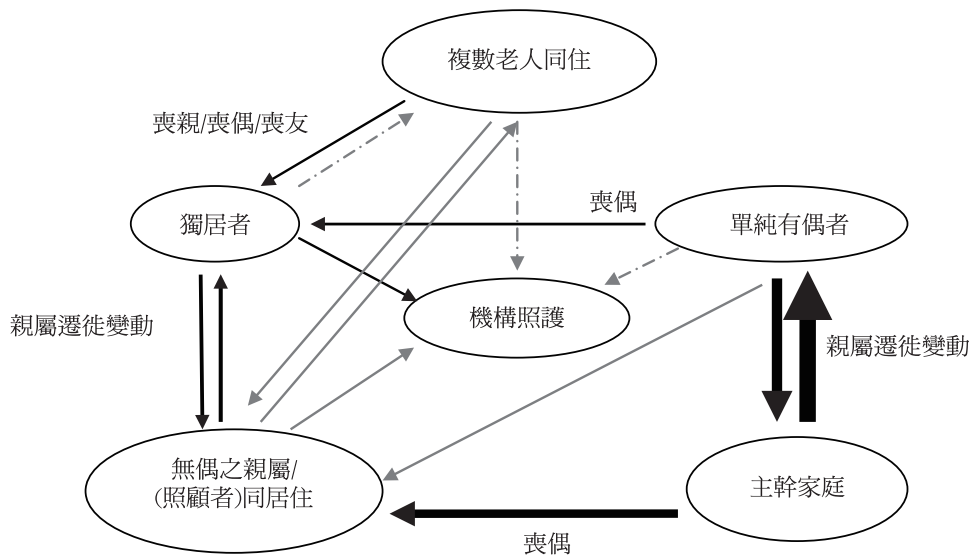 複數老人同住
喪親/喪偶/喪友
喪偶
獨居者
單純有偶者
機構照護
親屬遷徙變動
親屬遷徙變動
無偶之親屬/
(照顧者)同居住
主幹家庭
喪偶